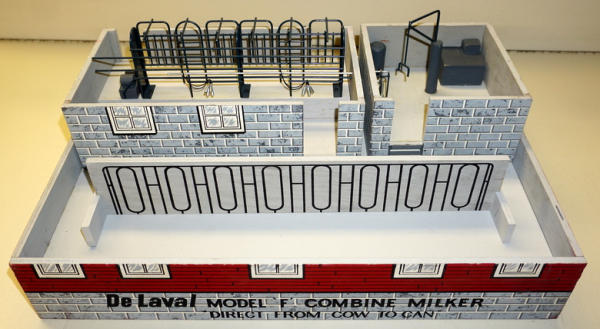 De Laval MODEL "F" COMBINE MILKER
"DIRECT FROM COW TO CAN"